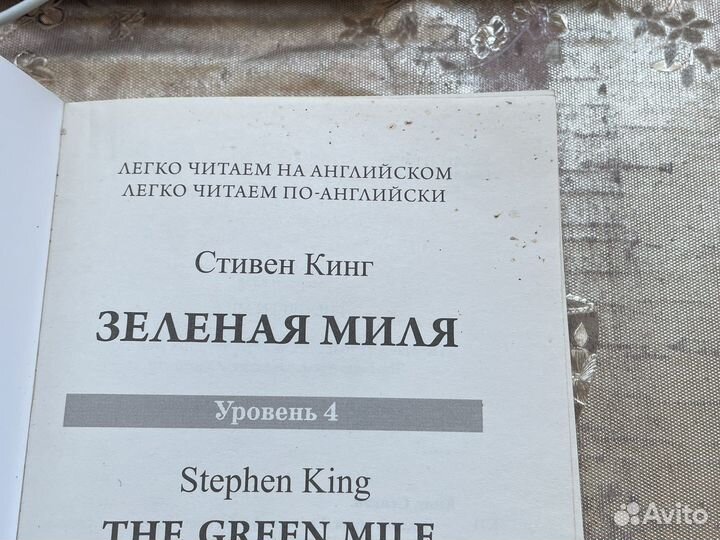 ЛЕГКО ЧИТАЕМ НА АНГЛИЙСКОМ
ЛЕГКО ЧИТАЕМ ПО-АНГЛИЙСКИ
Стивен Кинг
ЗЕЛЕНАЯ МИЛЯ
Уровень 4
Stephen King
THE GREEN MILE
Avito